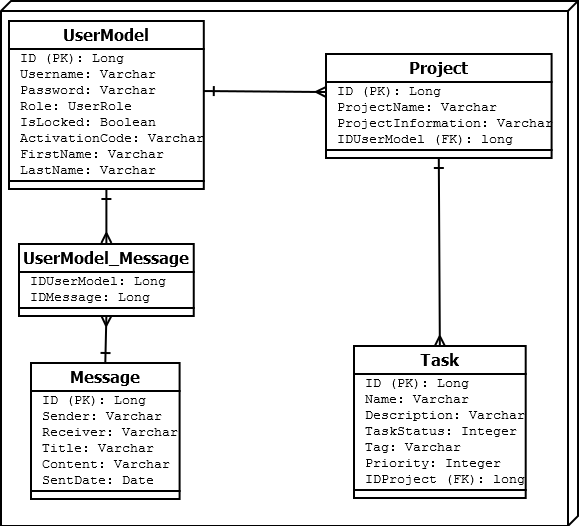 UserModel
ID (PK): Long
Username: Varchar
Password: Varchar
Role: UserRole
IsLocked: Boolean
ActivationCode: Varchar
FirstName: Varchar
LastName: Varchar
Project
ID (PK): Long
ProjectName: Varchar
ProjectInformation: Varchar
IDUserModel (FK): long
UserModel_Message
IDUserModel: Long
IDMessage: Long
Message
ID (PK): Long
Sender: Varchar
Receiver: Varchar
Title: Varchar
Content: Varchar
SentDate: Date
Task
ID (PK): Long
Name: Varchar
Description: Varchar
TaskStatus: Integer
Tag: Varchar
Priority: Integer
IDProject (FK): long